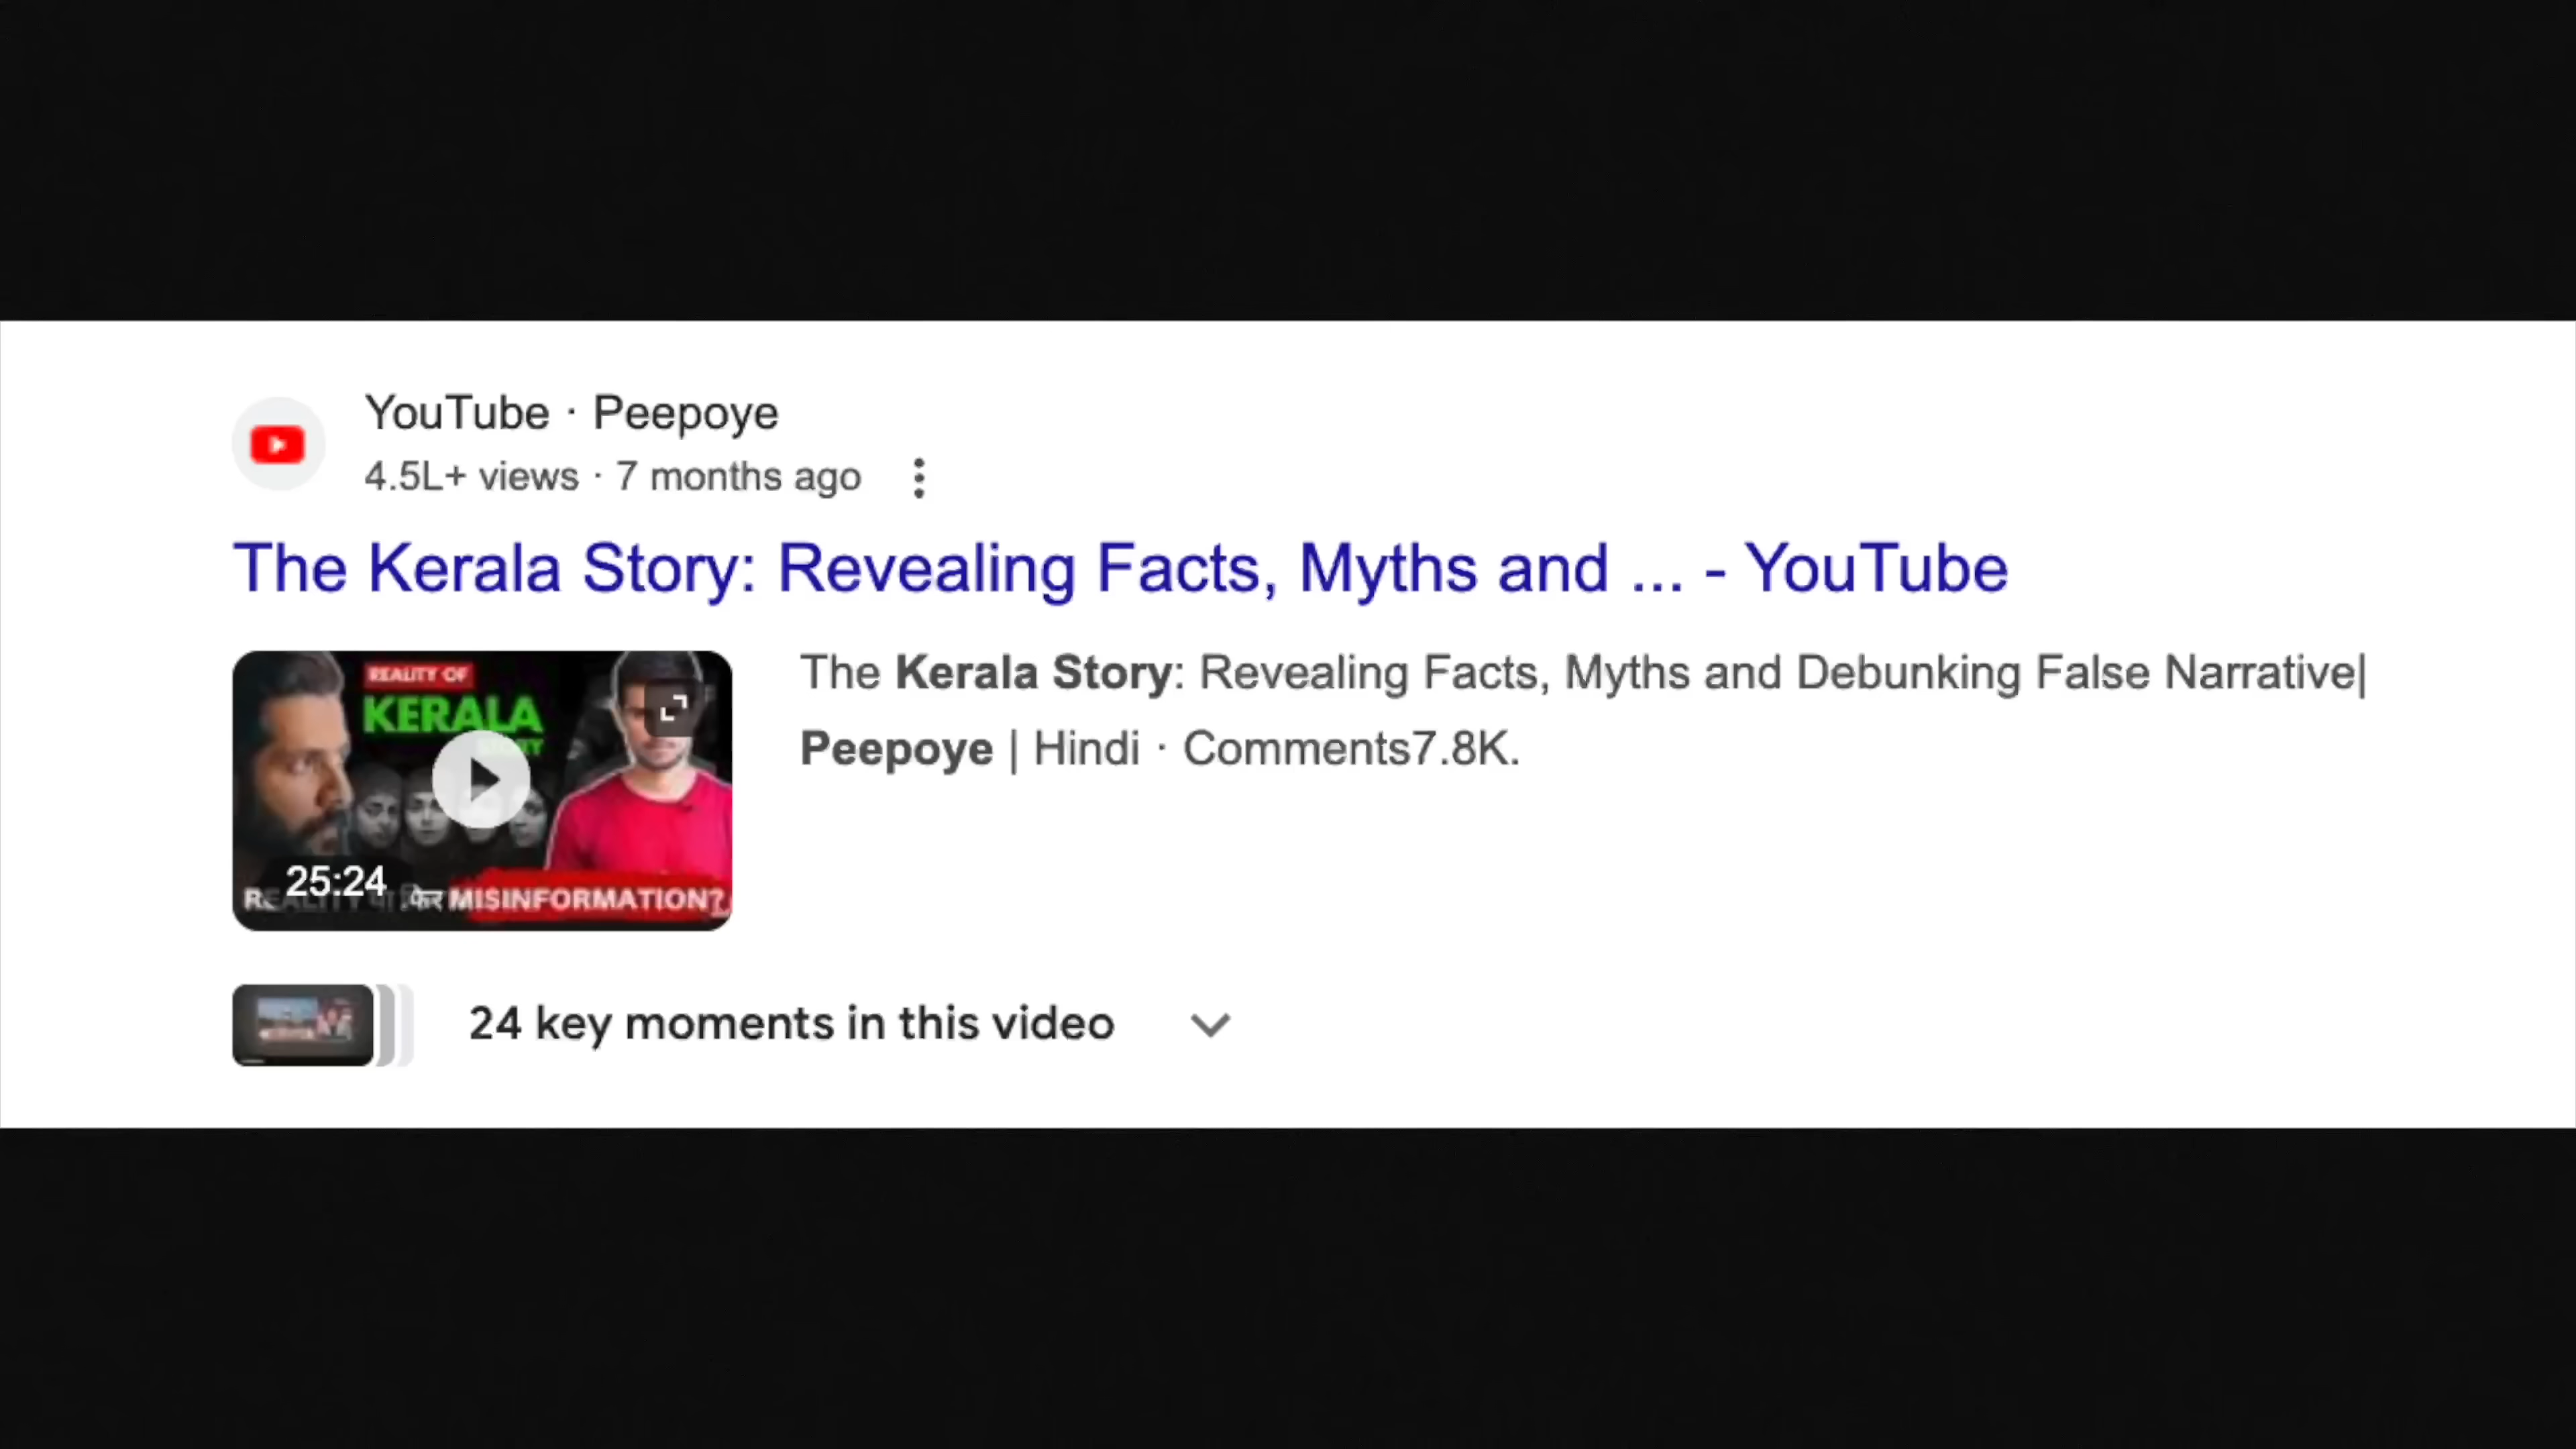 YouTube · Peepoye
4.5L+ views · 7 months ago
The Kerala Story: Revealing Facts, Myths and ... - YouTube
REALITY OF
KERALA
25:24
MISINFORMATION?
The Kerala Story: Revealing Facts, Myths and Debunking False Narrative|
Peepoye | Hindi · Comments7.8K.
24 key moments in this video